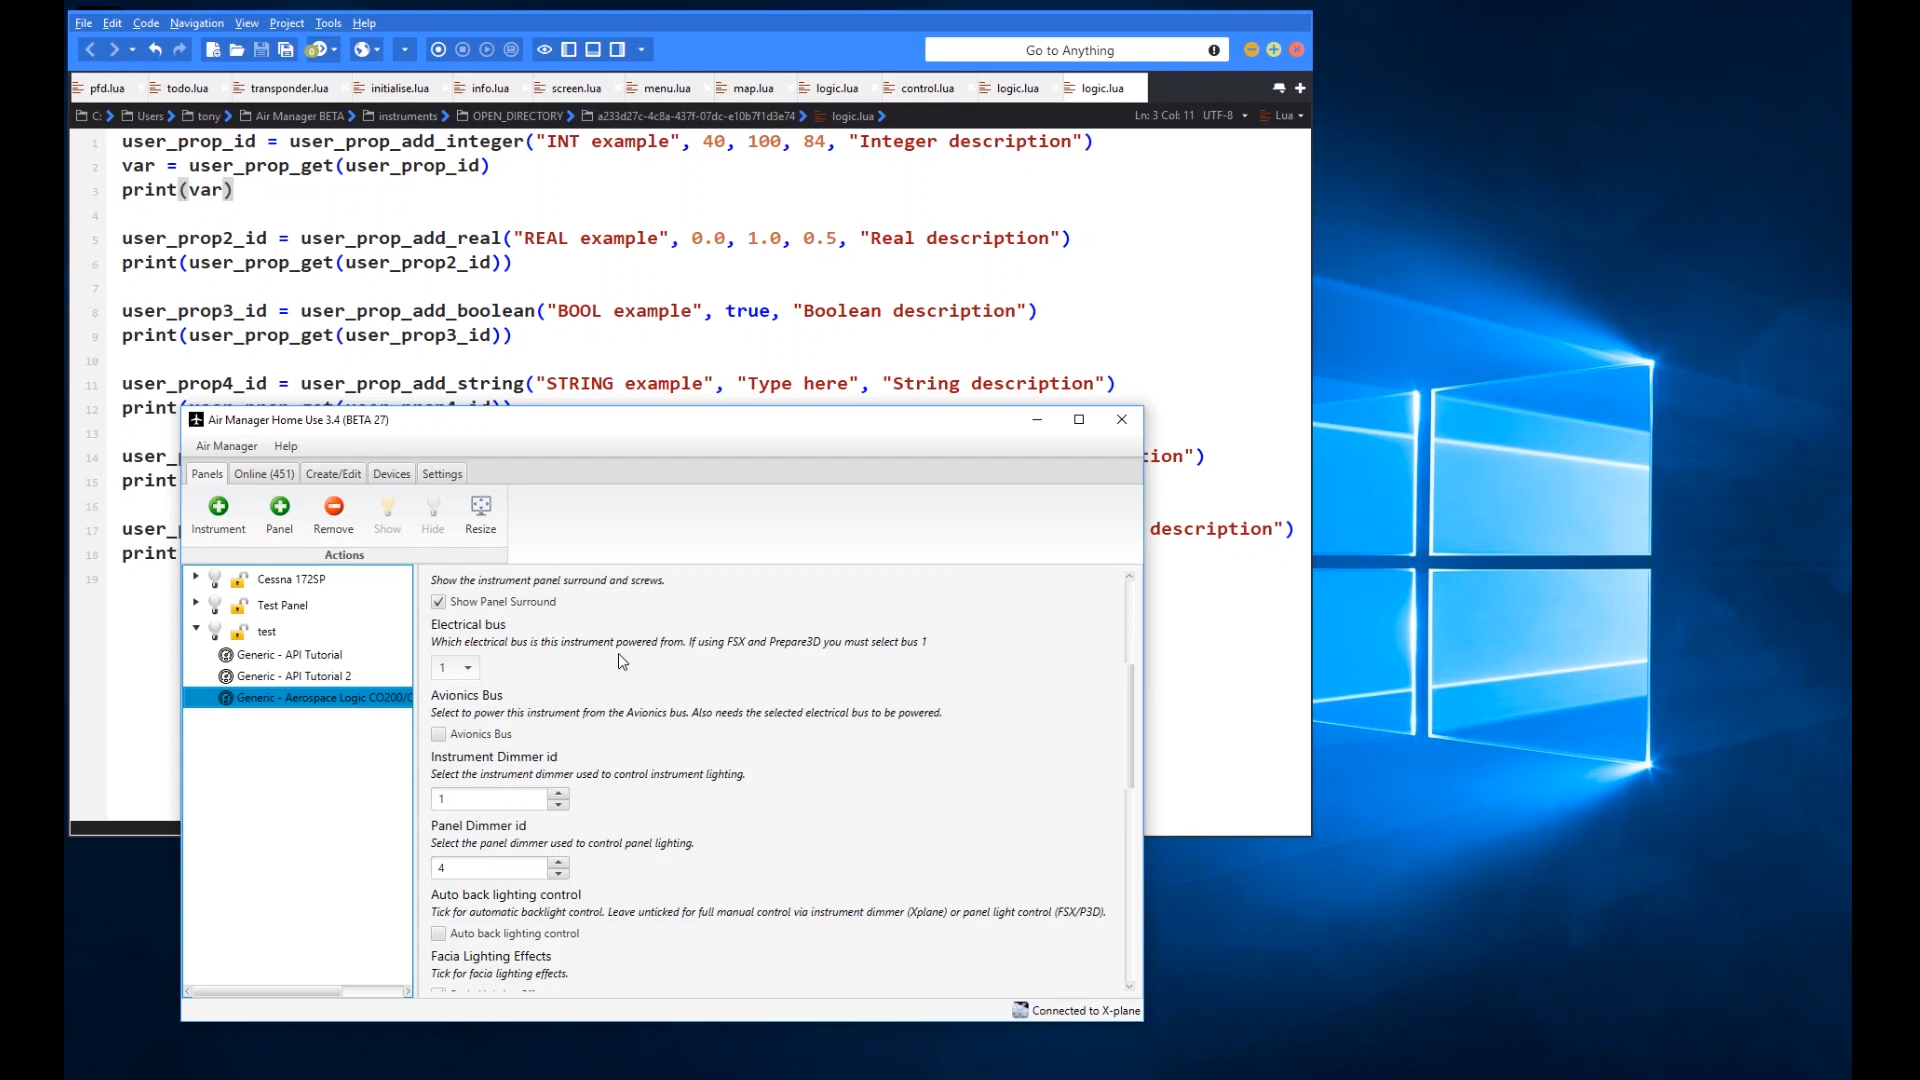 File Edit Code Navigation View Project Tools Help
Go to Anything
pfd.lua todo.lua transponder.lua initialise.lua info.lua screen.lua menu.lua map.lua logic.lua control.lua logic.lua logic.lua
C: Users tony Air Manager BETA instruments OPEN_DIRECTORY a233d27c-4c8a-437f-07dc-e10b7f1d3e74 logic.lua Ln: 3 Col: 11 UTF-8 Lua
1 user_prop_id = user_prop_add_integer("INT example", 40, 100, 84, "Integer description")
2 var = user_prop_get(user_prop_id)
3 print(var)
4
5 user_prop2_id = user_prop_add_real("REAL example", 0.0, 1.0, 0.5, "Real description")
6 print(user_prop_get(user_prop2_id))
7
8 user_prop3_id = user_prop_add_boolean("BOOL example", true, "Boolean description")
9 print(user_prop_get(user_prop3_id))
10
11 user_prop4_id = user_prop_add_string("STRING example", "Type here", "String description")
12 print(user_prop_get(user_prop4_id))
13
14 user_ tion")
15 print
16
17 user_ description")
18 print
19
Air Manager Home Use 3.4 (BETA 27)
Air Manager Help
Panels Online (451) Create/Edit Devices Settings
Instrument Panel Remove Show Hide Resize
Actions
Cessna 172SP
Test Panel
test
Generic - API Tutorial
Generic - API Tutorial 2
Generic - Aerospace Logic CO200/C
Show the instrument panel surround and screws.
Show Panel Surround
Electrical bus
Which electrical bus is this instrument powered from. If using FSX and Prepare3D you must select bus 1
1
Avionics Bus
Select to power this instrument from the Avionics bus. Also needs the selected electrical bus to be powered.
Avionics Bus
Instrument Dimmer id
Select the instrument dimmer used to control instrument lighting.
1
Panel Dimmer id
Select the panel dimmer used to control panel lighting.
4
Auto back lighting control
Tick for automatic backlight control. Leave unticked for full manual control via instrument dimmer (Xplane) or panel light control (FSX/P3D).
Auto back lighting control
Facia Lighting Effects
Tick for facia lighting effects.
Connected to X-plane